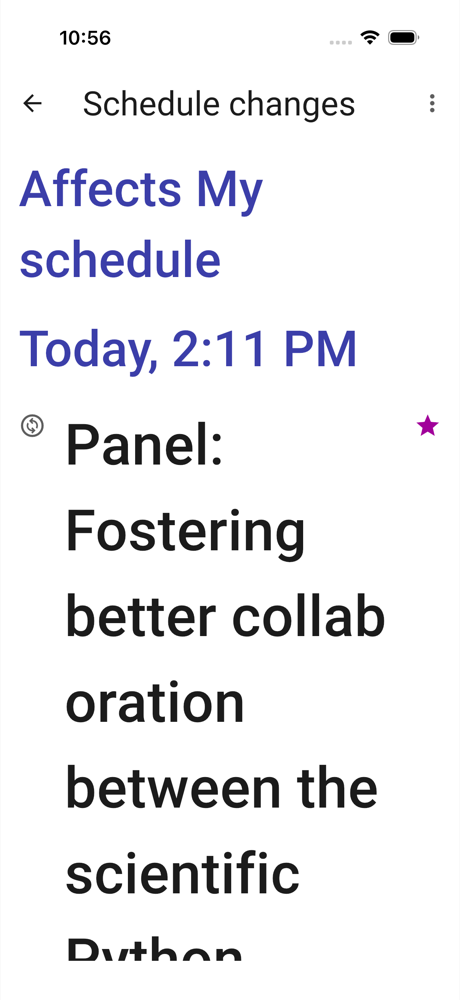 10:56
Schedule changes
Affects My
schedule
Today, 2:11 PM
Panel:
Fostering
better collab
oration
between the
scientific
Python